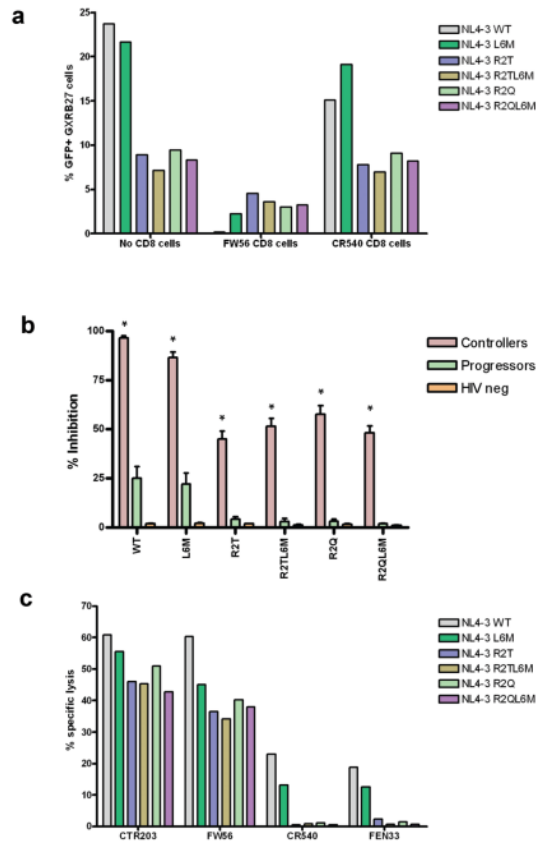 a
NL4-3 WT
NL4-3 L6M
NL4-3 R2T
NL4-3 R2TL6M
NL4-3 R2Q
NL4-3 R2QL6M
% GFP+ GXRB27 cells
25
20
15
10
5
0
No CD8 cells
FW56 CD8 cells
CR540 CD8 cells
b
Controllers
Progressors
HIV neg
% Inhibition
100
75
50
25
0
* * * * * *
WT
L6M
R2T
R2TL6M
R2Q
R2QL6M
c
NL4-3 WT
NL4-3 L6M
NL4-3 R2T
NL4-3 R2TL6M
NL4-3 R2Q
NL4-3 R2QL6M
% specific lysis
70
60
50
40
30
20
10
0
CTR203
FW56
CR540
FEN33